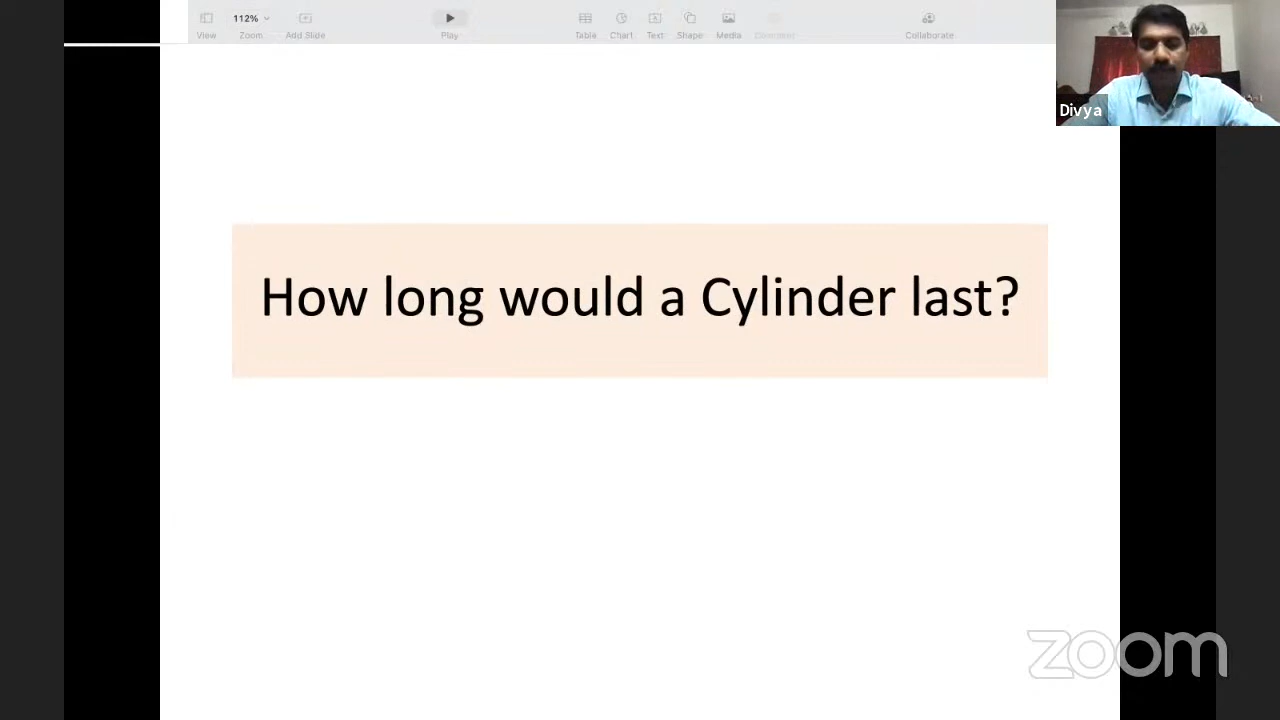 112%
View
Zoom
Add Slide
Play
Table
Chart
Text
Shape
Media
Comment
Collaborate
Divya
How long would a Cylinder last?
zoom